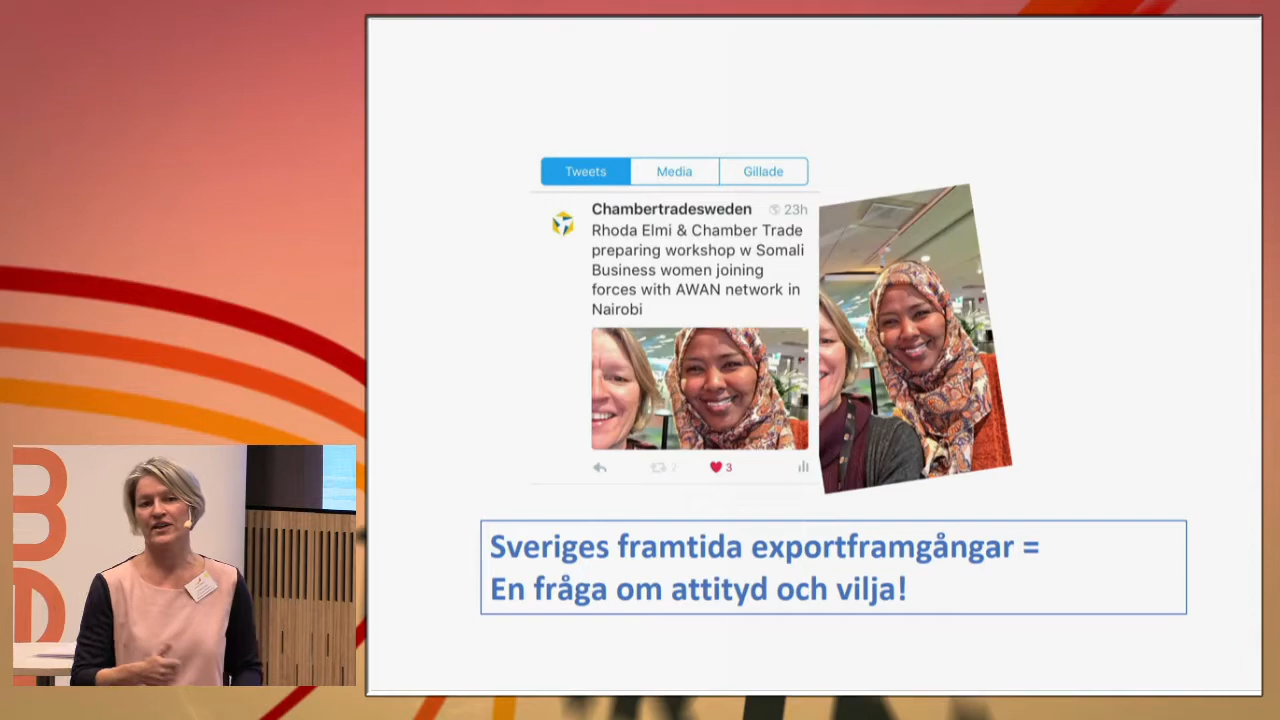 Tweets Media Gillade
Chambertradesweden 23h
Rhoda Elmi & Chamber Trade
preparing workshop w Somali
Business women joining
forces with AWAN network in
Nairobi
2 3
Sveriges framtida exportframgångar =
En fråga om attityd och vilja!